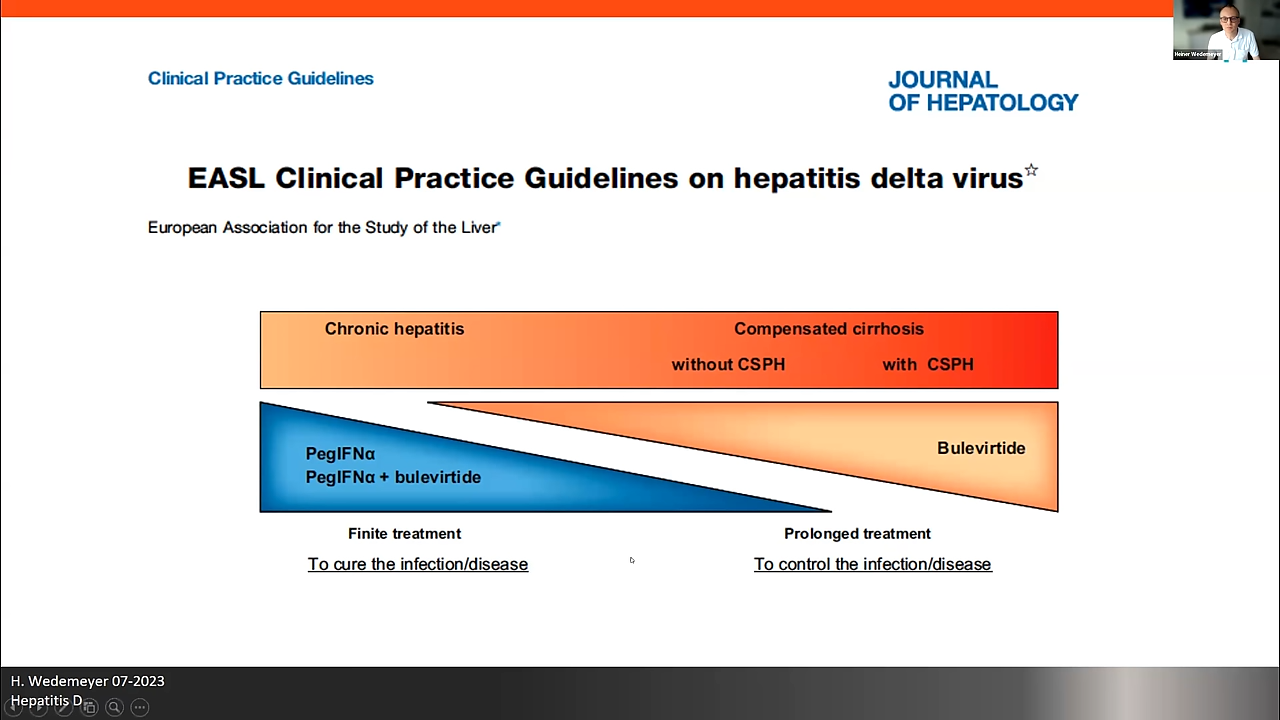 Heiner Wedemeyer
Clinical Practice Guidelines
JOURNAL
OF HEPATOLOGY
EASL Clinical Practice Guidelines on hepatitis delta virus☆
European Association for the Study of the Liver*
Chronic hepatitis
Compensated cirrhosis
without CSPH
with CSPH
PegIFNα
PegIFNα + bulevirtide
Bulevirtide
Finite treatment
Prolonged treatment
To cure the infection/disease
To control the infection/disease
H. Wedemeyer 07-2023
Hepatitis D